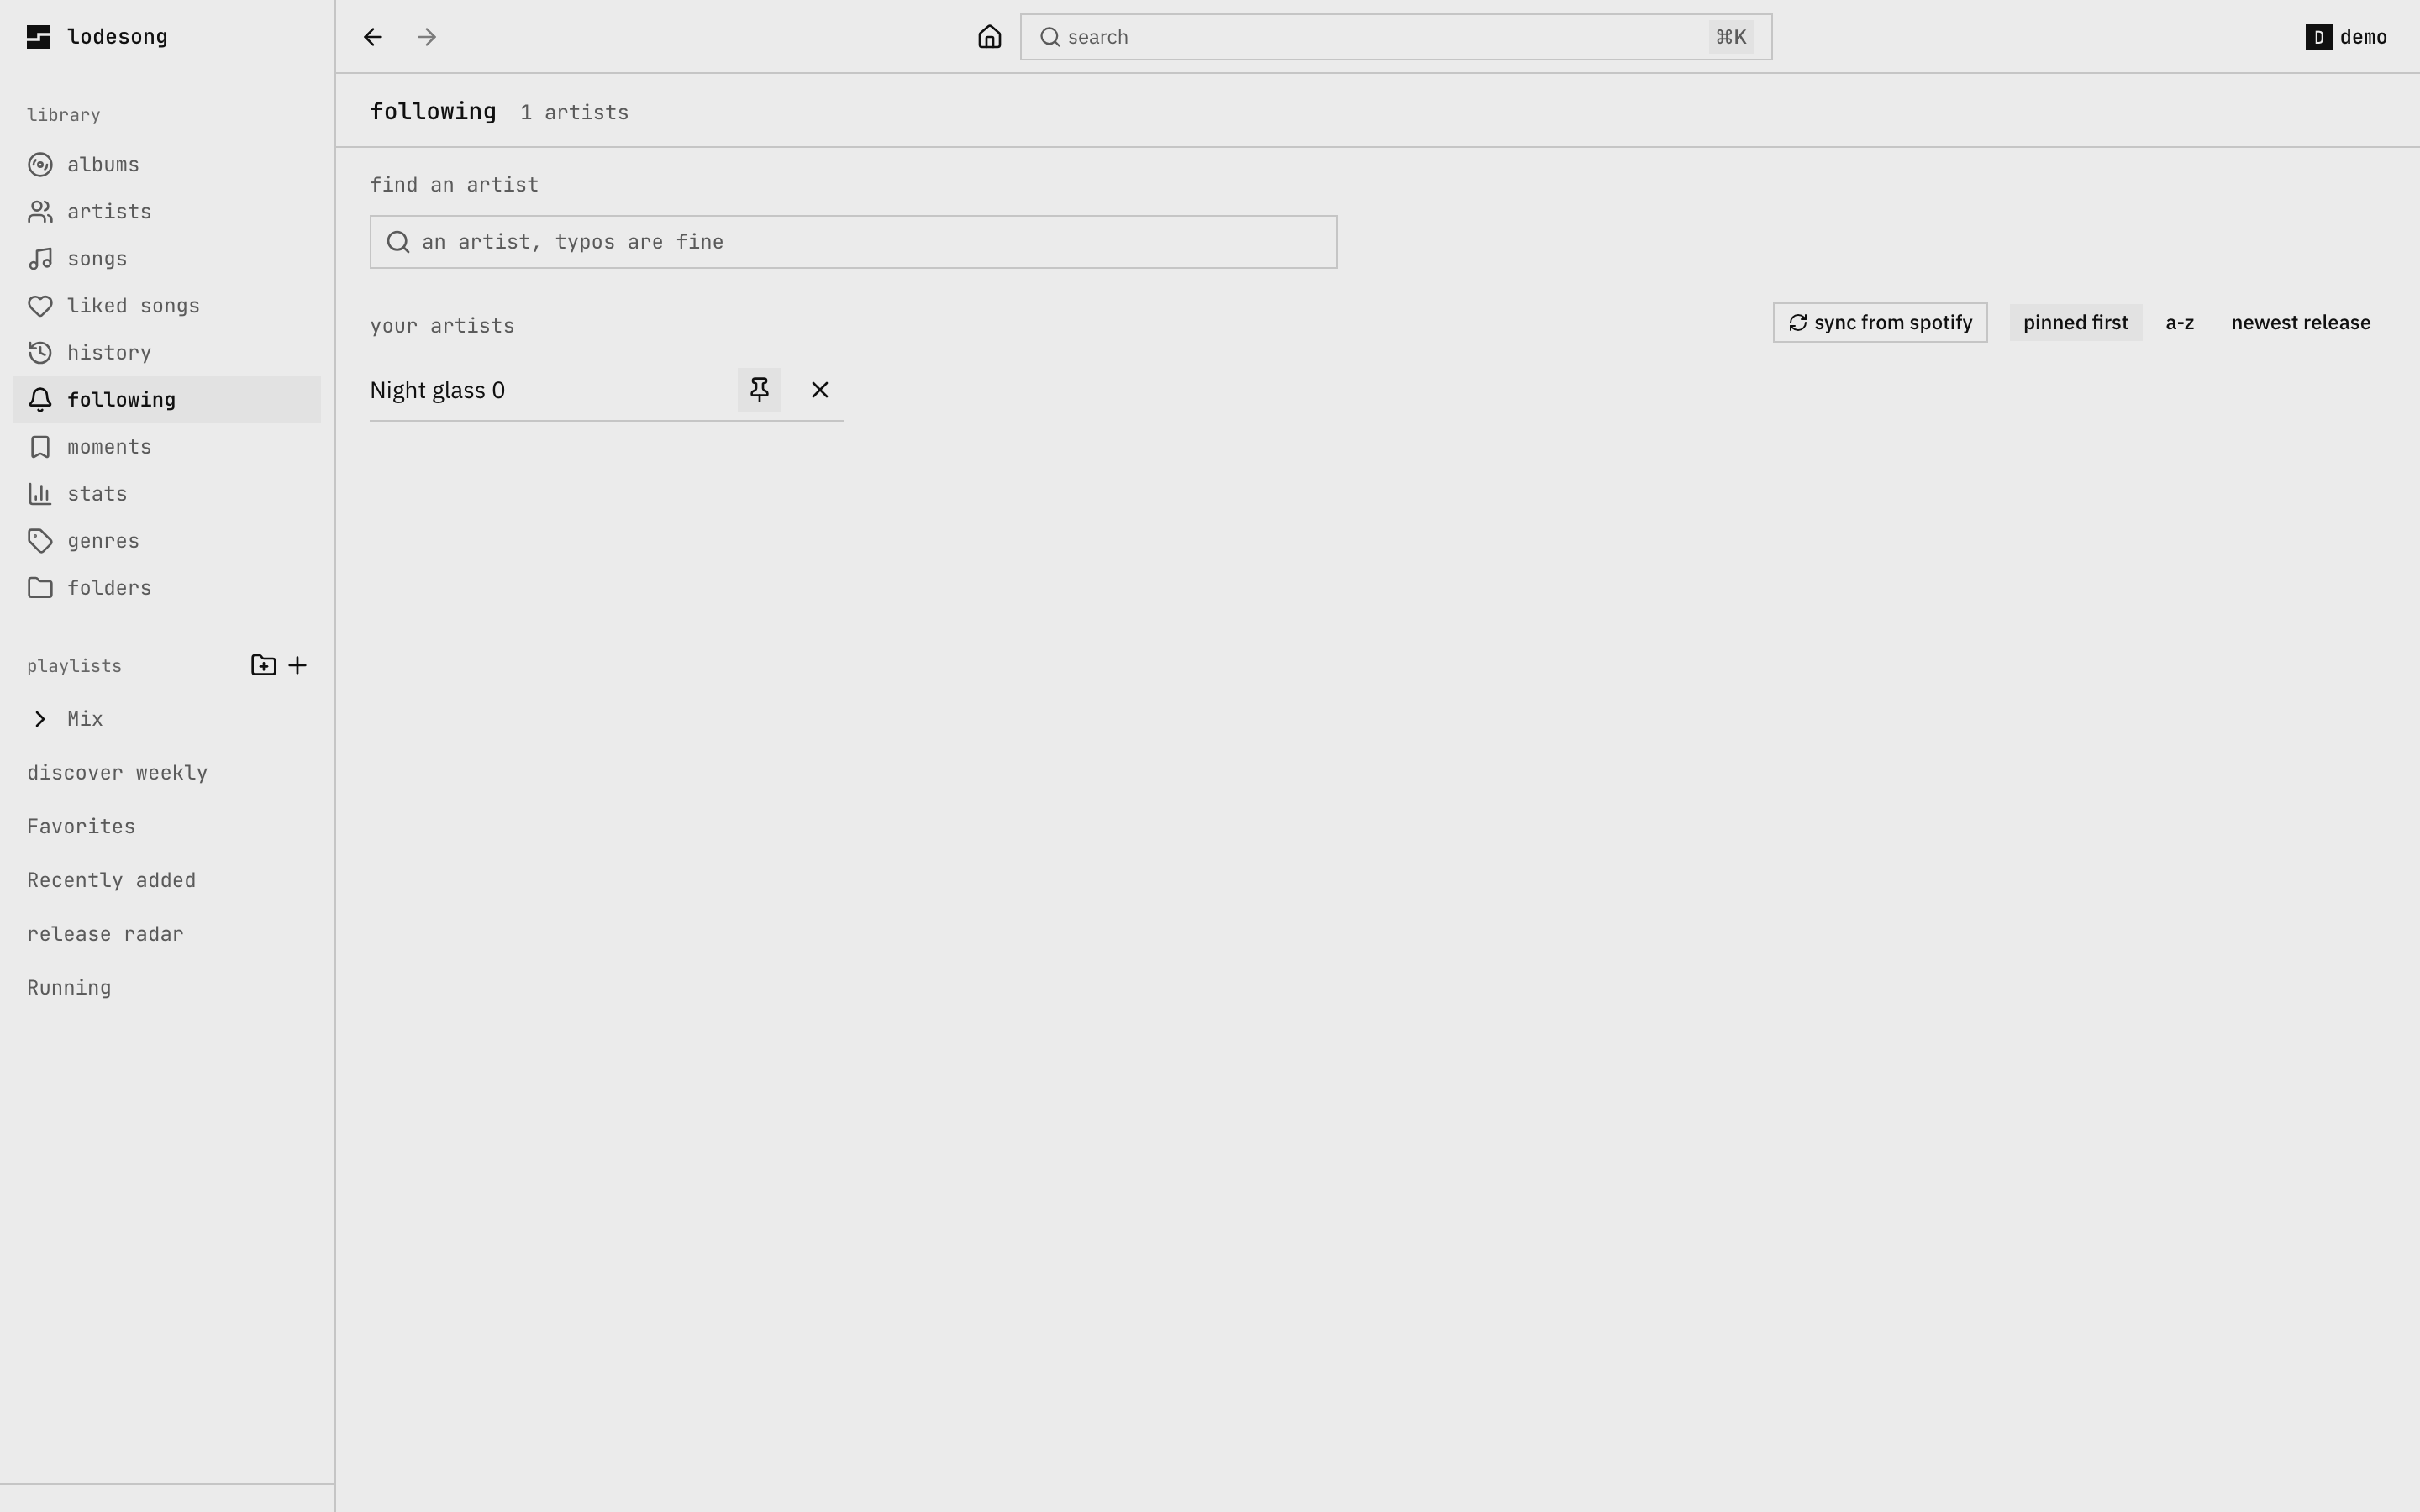 lodesong
search
⌘K
D demo
library
albums
artists
songs
liked songs
history
following
moments
stats
genres
folders
playlists
Mix
discover weekly
Favorites
Recently added
release radar
Running
following 1 artists
find an artist
an artist, typos are fine
your artists
sync from spotify
pinned first
a-z
newest release
Night glass 0